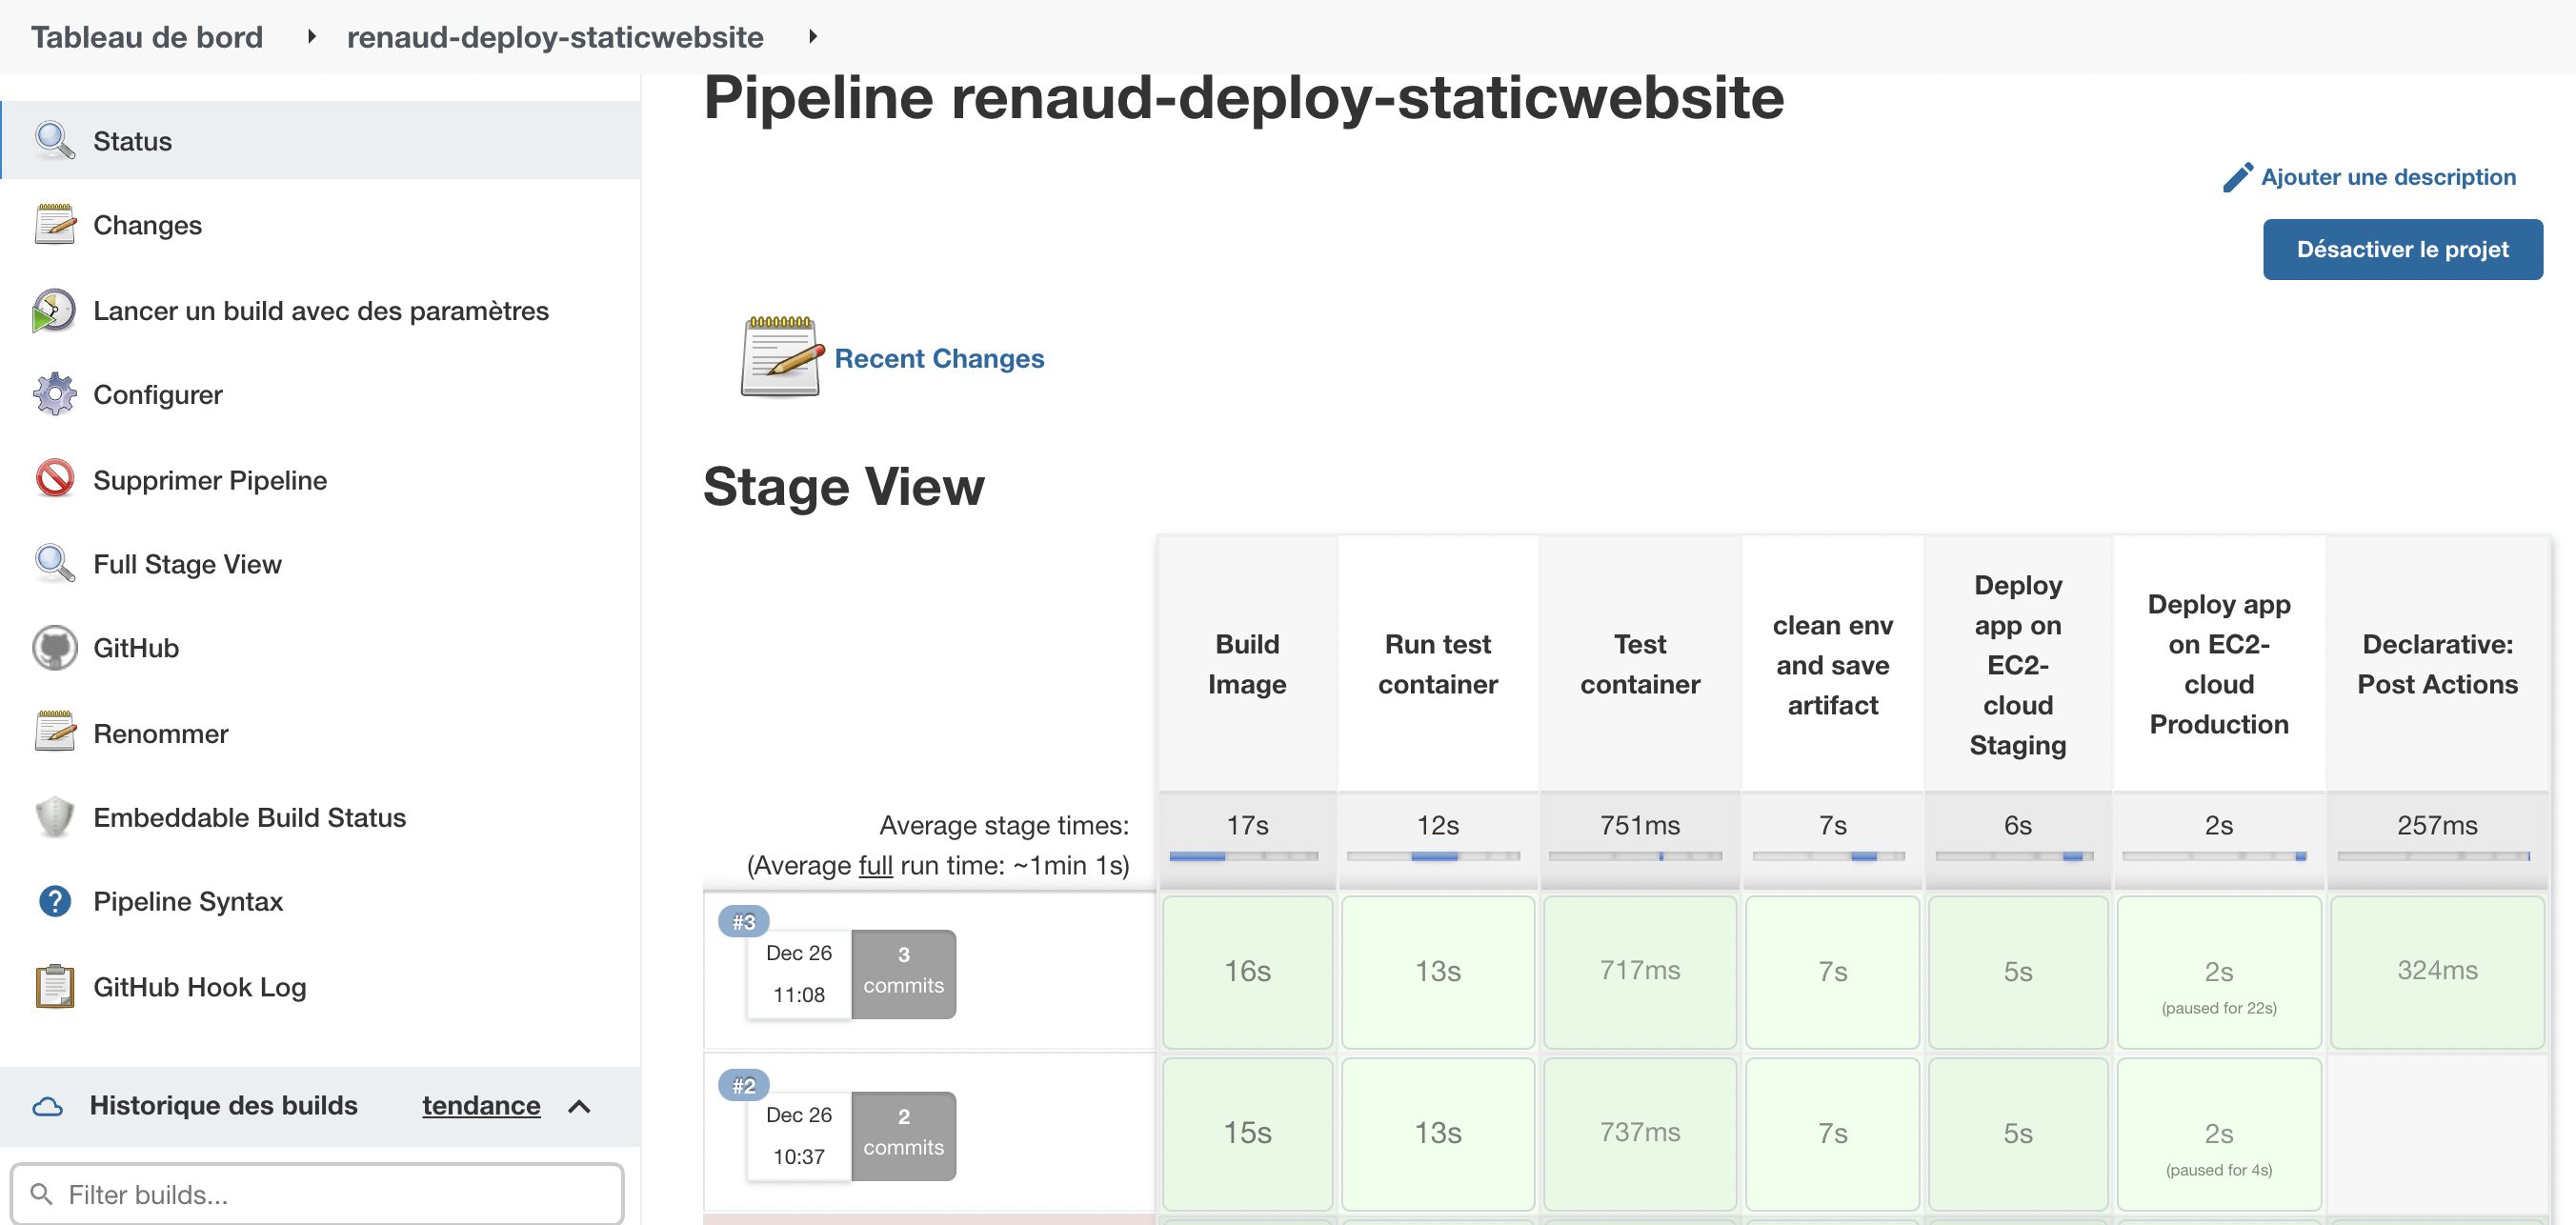 Tableau de bord
renaud-deploy-staticwebsite
Pipeline renaud-deploy-staticwebsite
Status
Changes
Lancer un build avec des paramètres
Configurer
Supprimer Pipeline
Full Stage View
GitHub
Renommer
Embeddable Build Status
Pipeline Syntax
GitHub Hook Log
Historique des builds
tendance
Filter builds...
Ajouter une description
Désactiver le projet
Recent Changes
Stage View
Build
Image
Run test
container
Test
container
clean env
and save
artifact
Deploy
app on
EC2-
cloud
Staging
Deploy app
on EC2-
cloud
Production
Declarative:
Post Actions
Average stage times:
(Average full run time: ~1min 1s)
17s
12s
751ms
7s
6s
2s
257ms
#3
Dec 26
11:08
3
commits
16s
13s
717ms
7s
5s
2s
(paused for 22s)
324ms
#2
Dec 26
10:37
2
commits
15s
13s
737ms
7s
5s
2s
(paused for 4s)